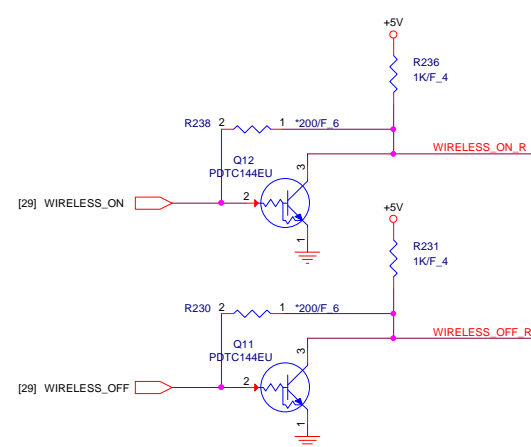 +5V
R236
1K/F_4
R238 2 1 *200/F_6
WIRELESS_ON_R
Q12
PDTC144EU
3
[29] WIRELESS_ON
2
1
+5V
R231
1K/F_4
R230 2 1 *200/F_6
WIRELESS_OFF_R
Q11
PDTC144EU
3
[29] WIRELESS_OFF
2
1